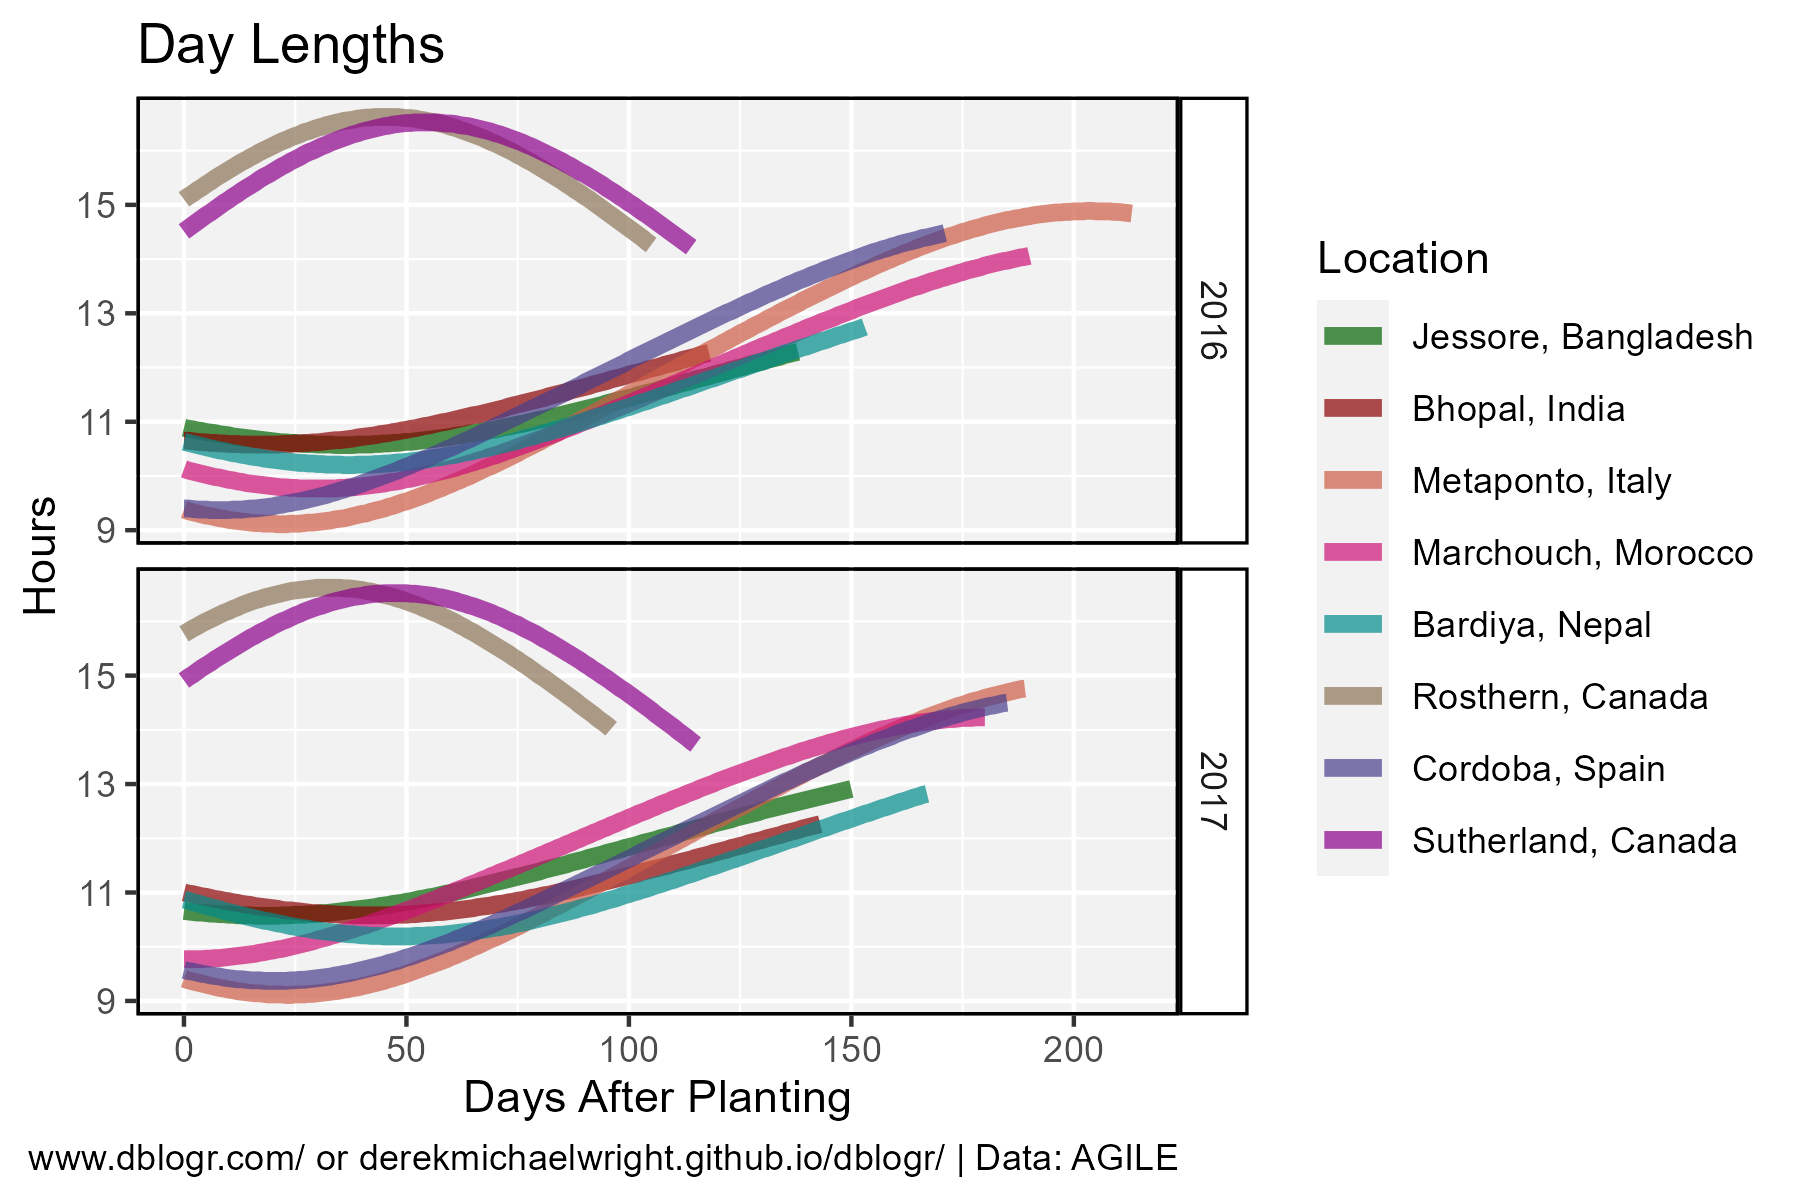 Day Lengths
15
13
11
9
2016
15
13
11
9
2017
Hours
0 50 100 150 200
Days After Planting
Location
Jessore, Bangladesh
Bhopal, India
Metaponto, Italy
Marchouch, Morocco
Bardiya, Nepal
Rosthern, Canada
Cordoba, Spain
Sutherland, Canada
www.dblogr.com/ or derekmichaelwright.github.io/dblogr/ | Data: AGILE